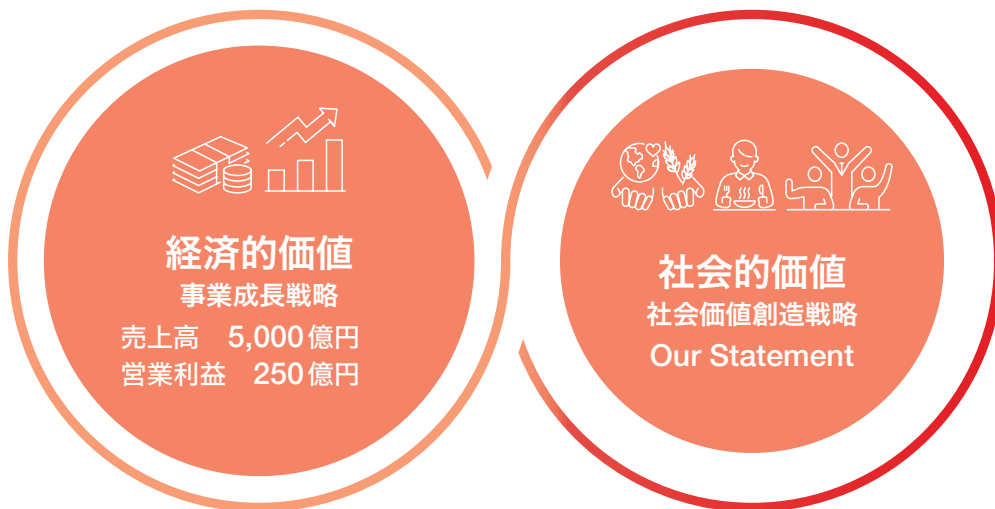 経済的価値
事業成長戦略
売上高 5,000億円
営業利益 250億円
社会的価値
社会価値創造戦略
Our Statement